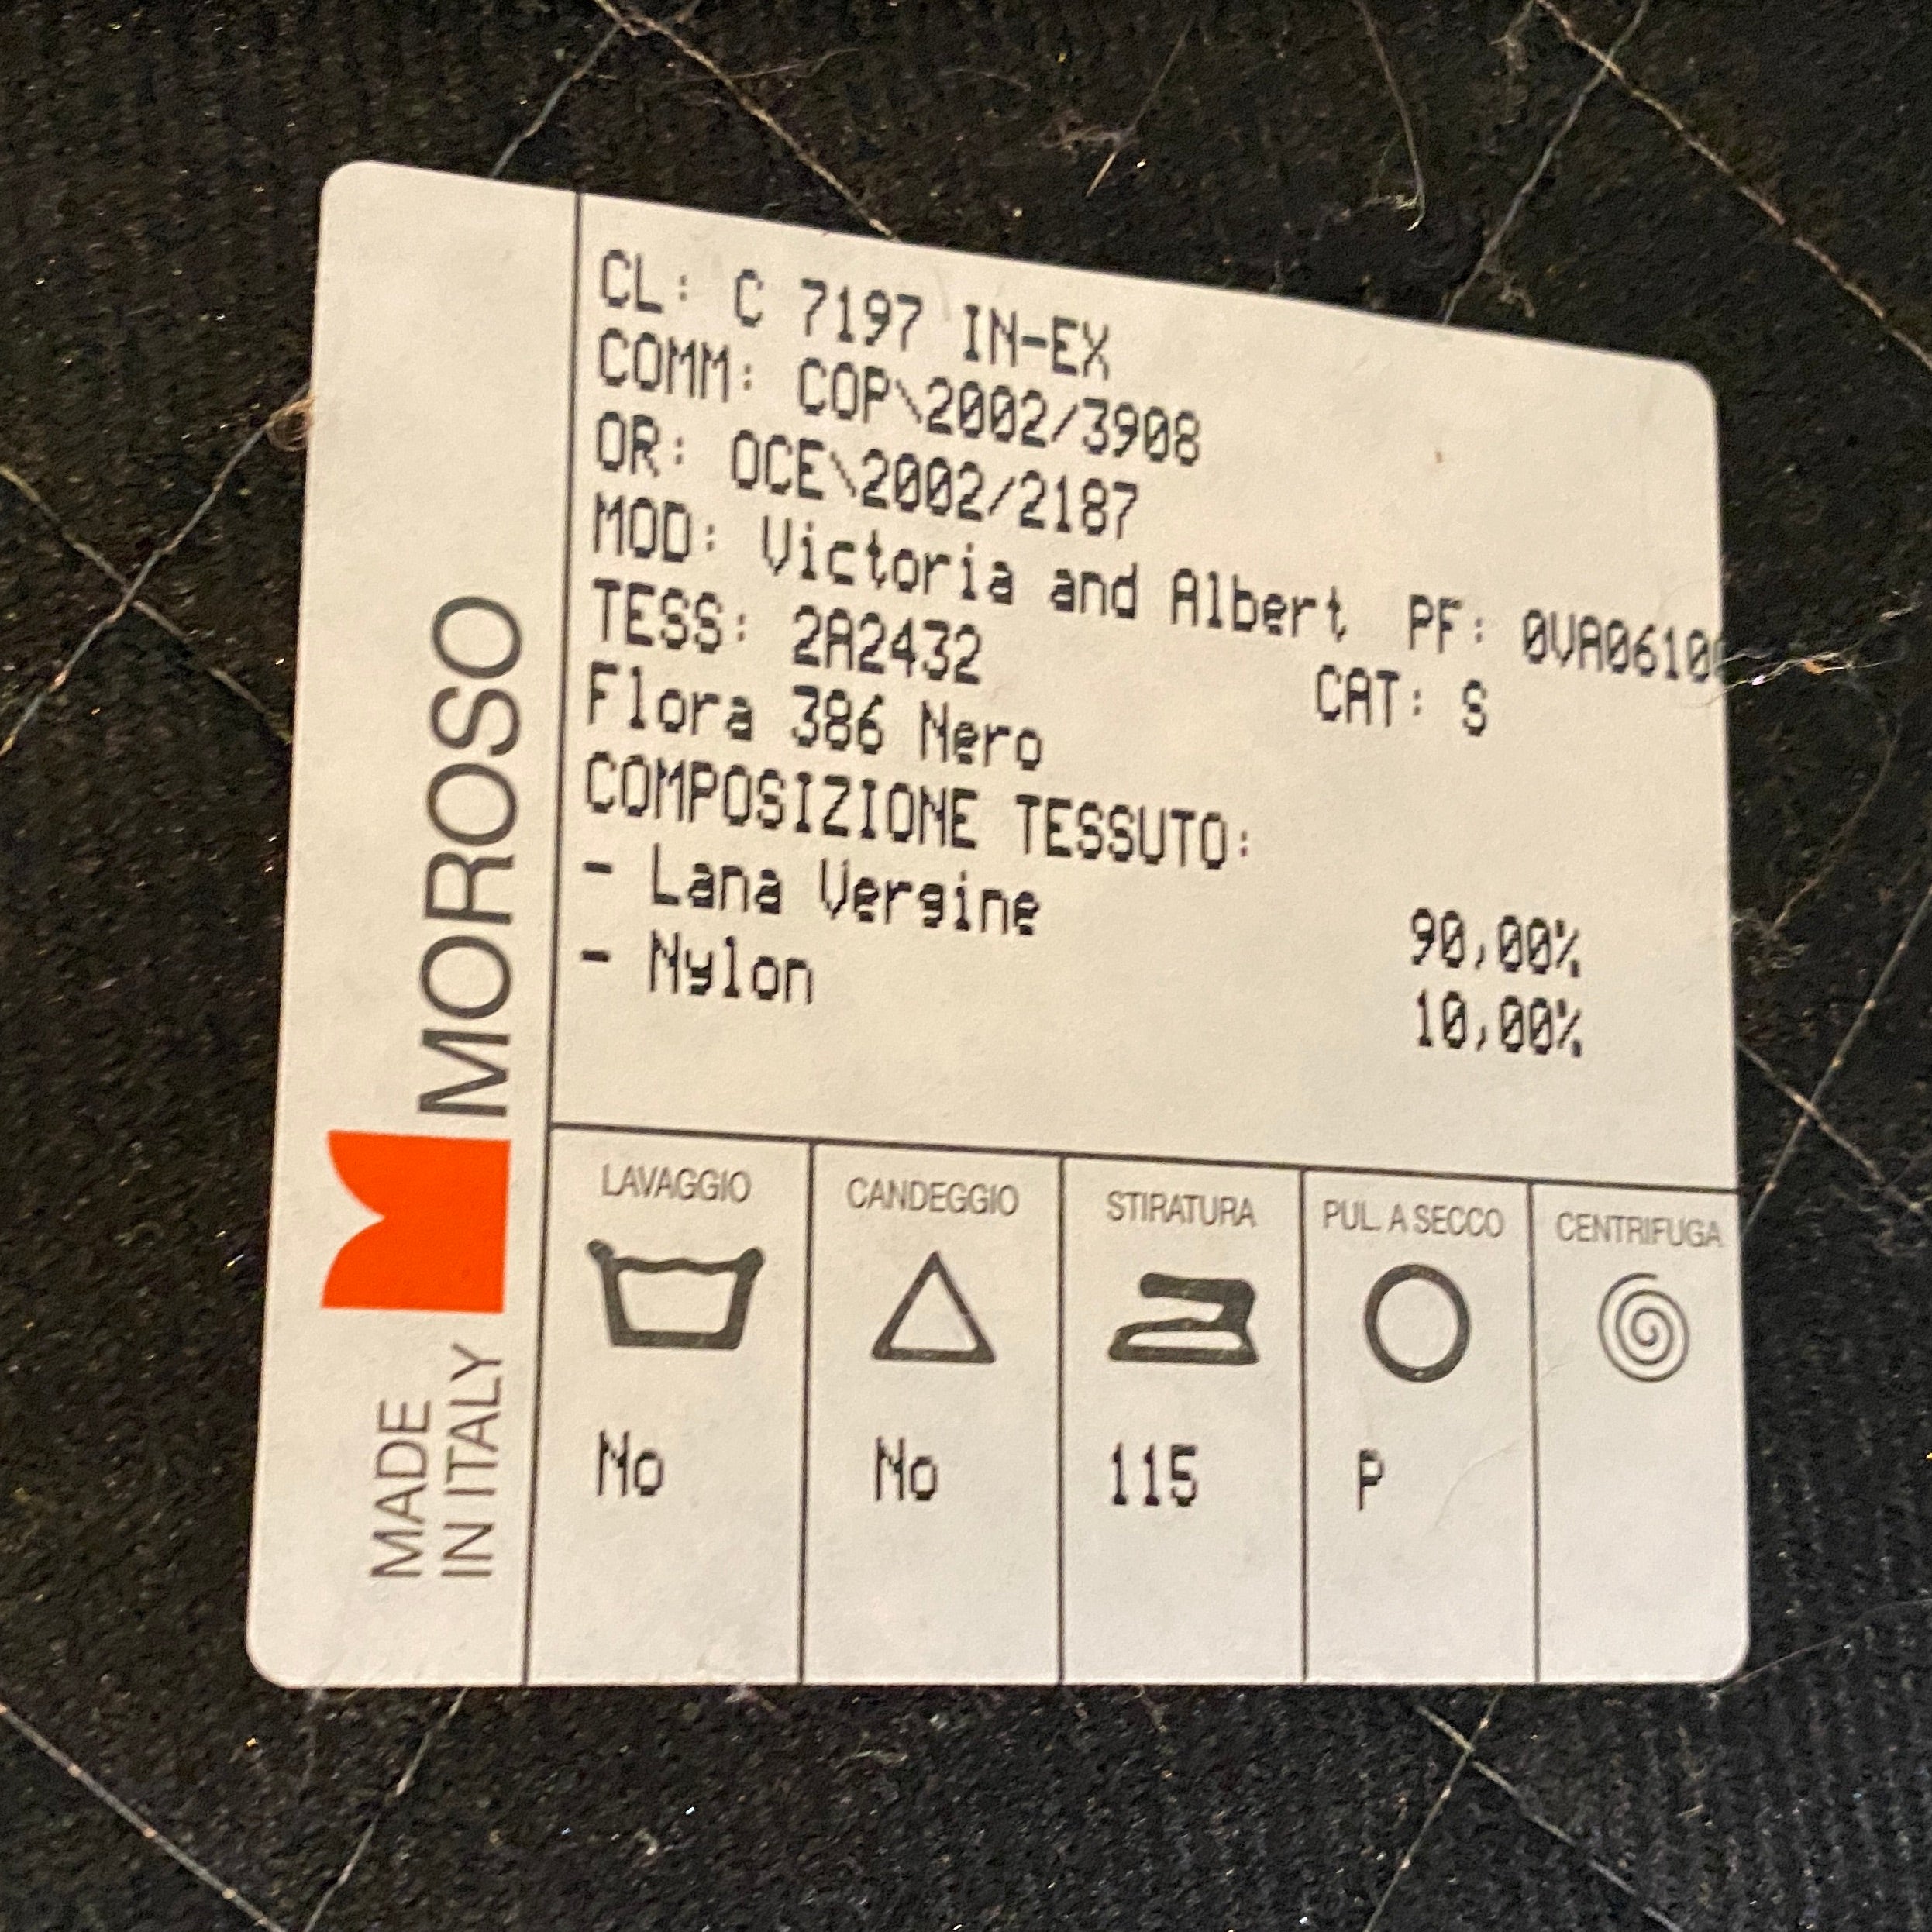 CL: C 7197 IN-EX
COMM: COP\2002/3908
OR: OCE\2002/2187
MOD: Victoria and Albert PF: 0VA0610
TESS: 2A2432 CAT: S
Flora 386 Nero
COMPOSIZIONE TESSUTO:
- Lana Vergine 90,00%
- Nylon 10,00%
MOROSO
MADE
IN ITALY
LAVAGGIO CANDEGGIO STIRATURA PUL. A SECCO CENTRIFUGA
No No 115 P